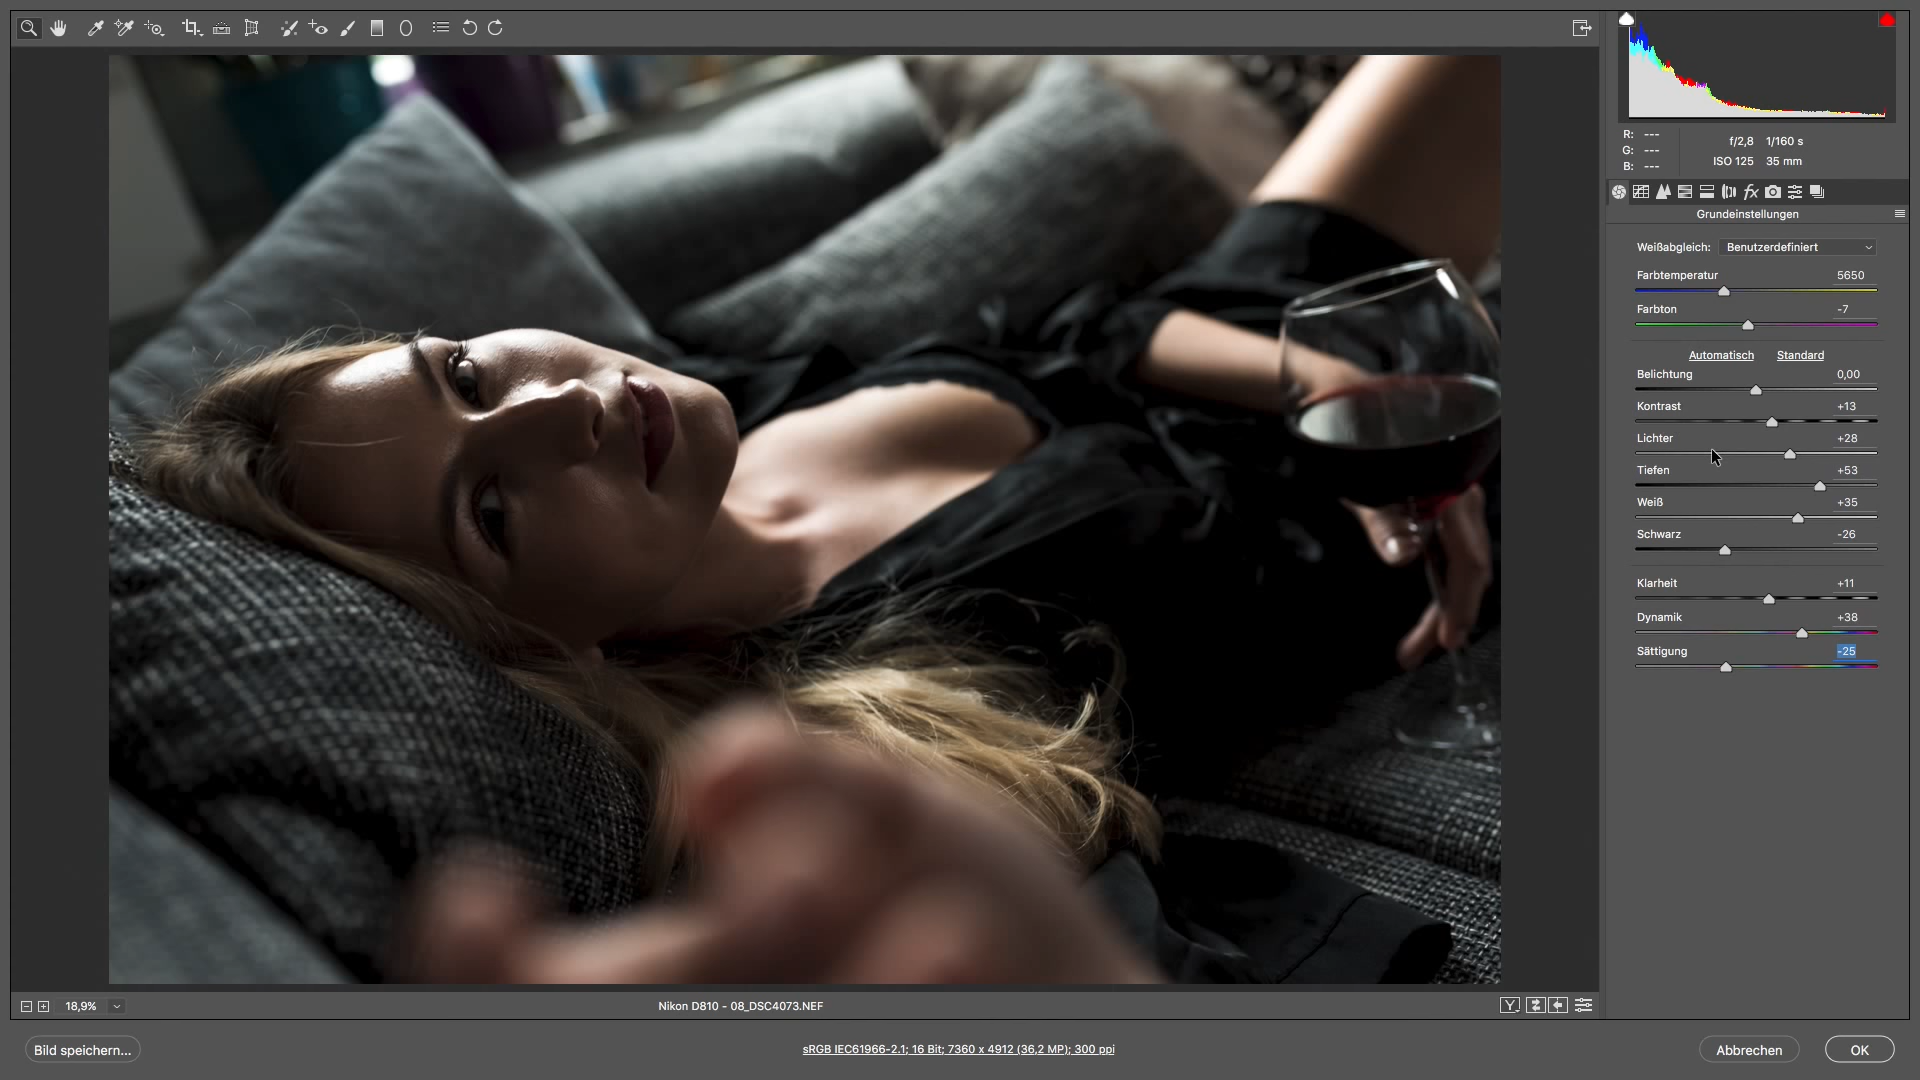 R: ---
G: ---
B: ---
f/2,8 1/160 s
ISO 125 35 mm
fx
Grundeinstellungen
Weißabgleich: Benutzerdefiniert
Farbtemperatur 5650
Farbton -7
Automatisch Standard
Belichtung 0,00
Kontrast +13
Lichter +28
Tiefen +53
Weiß +35
Schwarz -26
Klarheit +11
Dynamik +38
Sättigung -25
18,9% Nikon D810 - 08_DSC4073.NEF Y
Bild speichern... sRGB IEC61966-2.1; 16 Bit; 7360 x 4912 (36,2 MP); 300 ppi Abbrechen OK